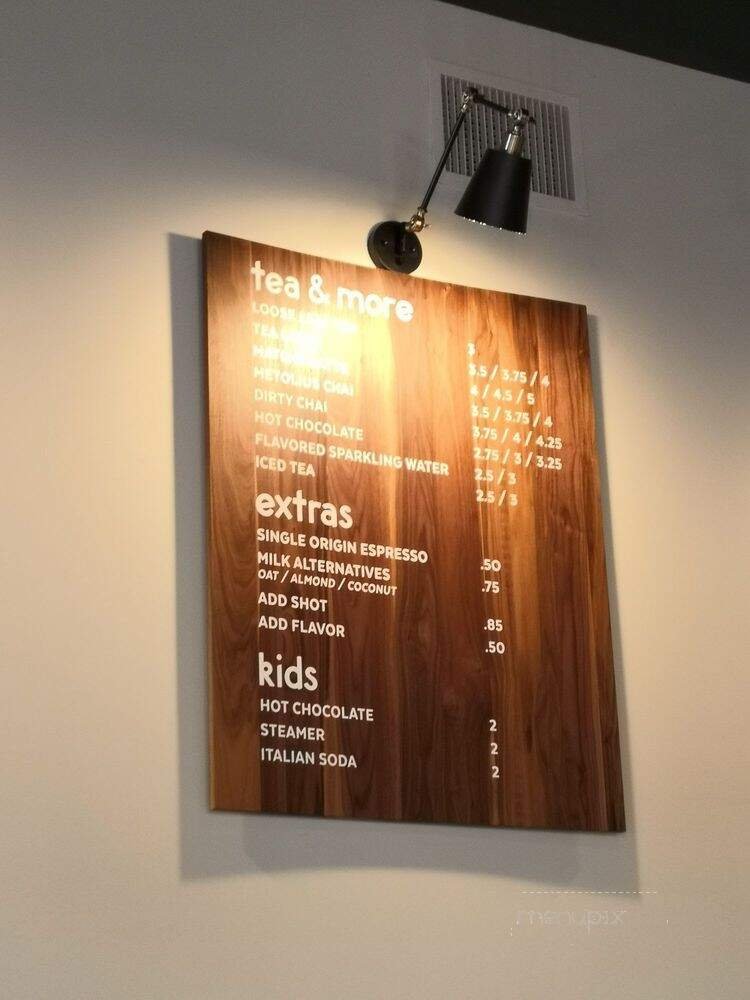 tea & more
LOOSE 3
TEA 3.5 / 3.75 / 4
4 / 4.5 / 5
METOLIUS CHAI 3.5 / 3.75 / 4
DIRTY CHAI 3.75 / 4 / 4.25
HOT CHOCOLATE 2.75 / 3 / 3.25
FLAVORED SPARKLING WATER 2.5 / 3
ICED TEA 2.5 / 3
extras
SINGLE ORIGIN ESPRESSO .50
MILK ALTERNATIVES .75
OAT / ALMOND / COCONUT
ADD SHOT .85
ADD FLAVOR .50
kids
HOT CHOCOLATE 2
STEAMER 2
ITALIAN SODA 2
menupix